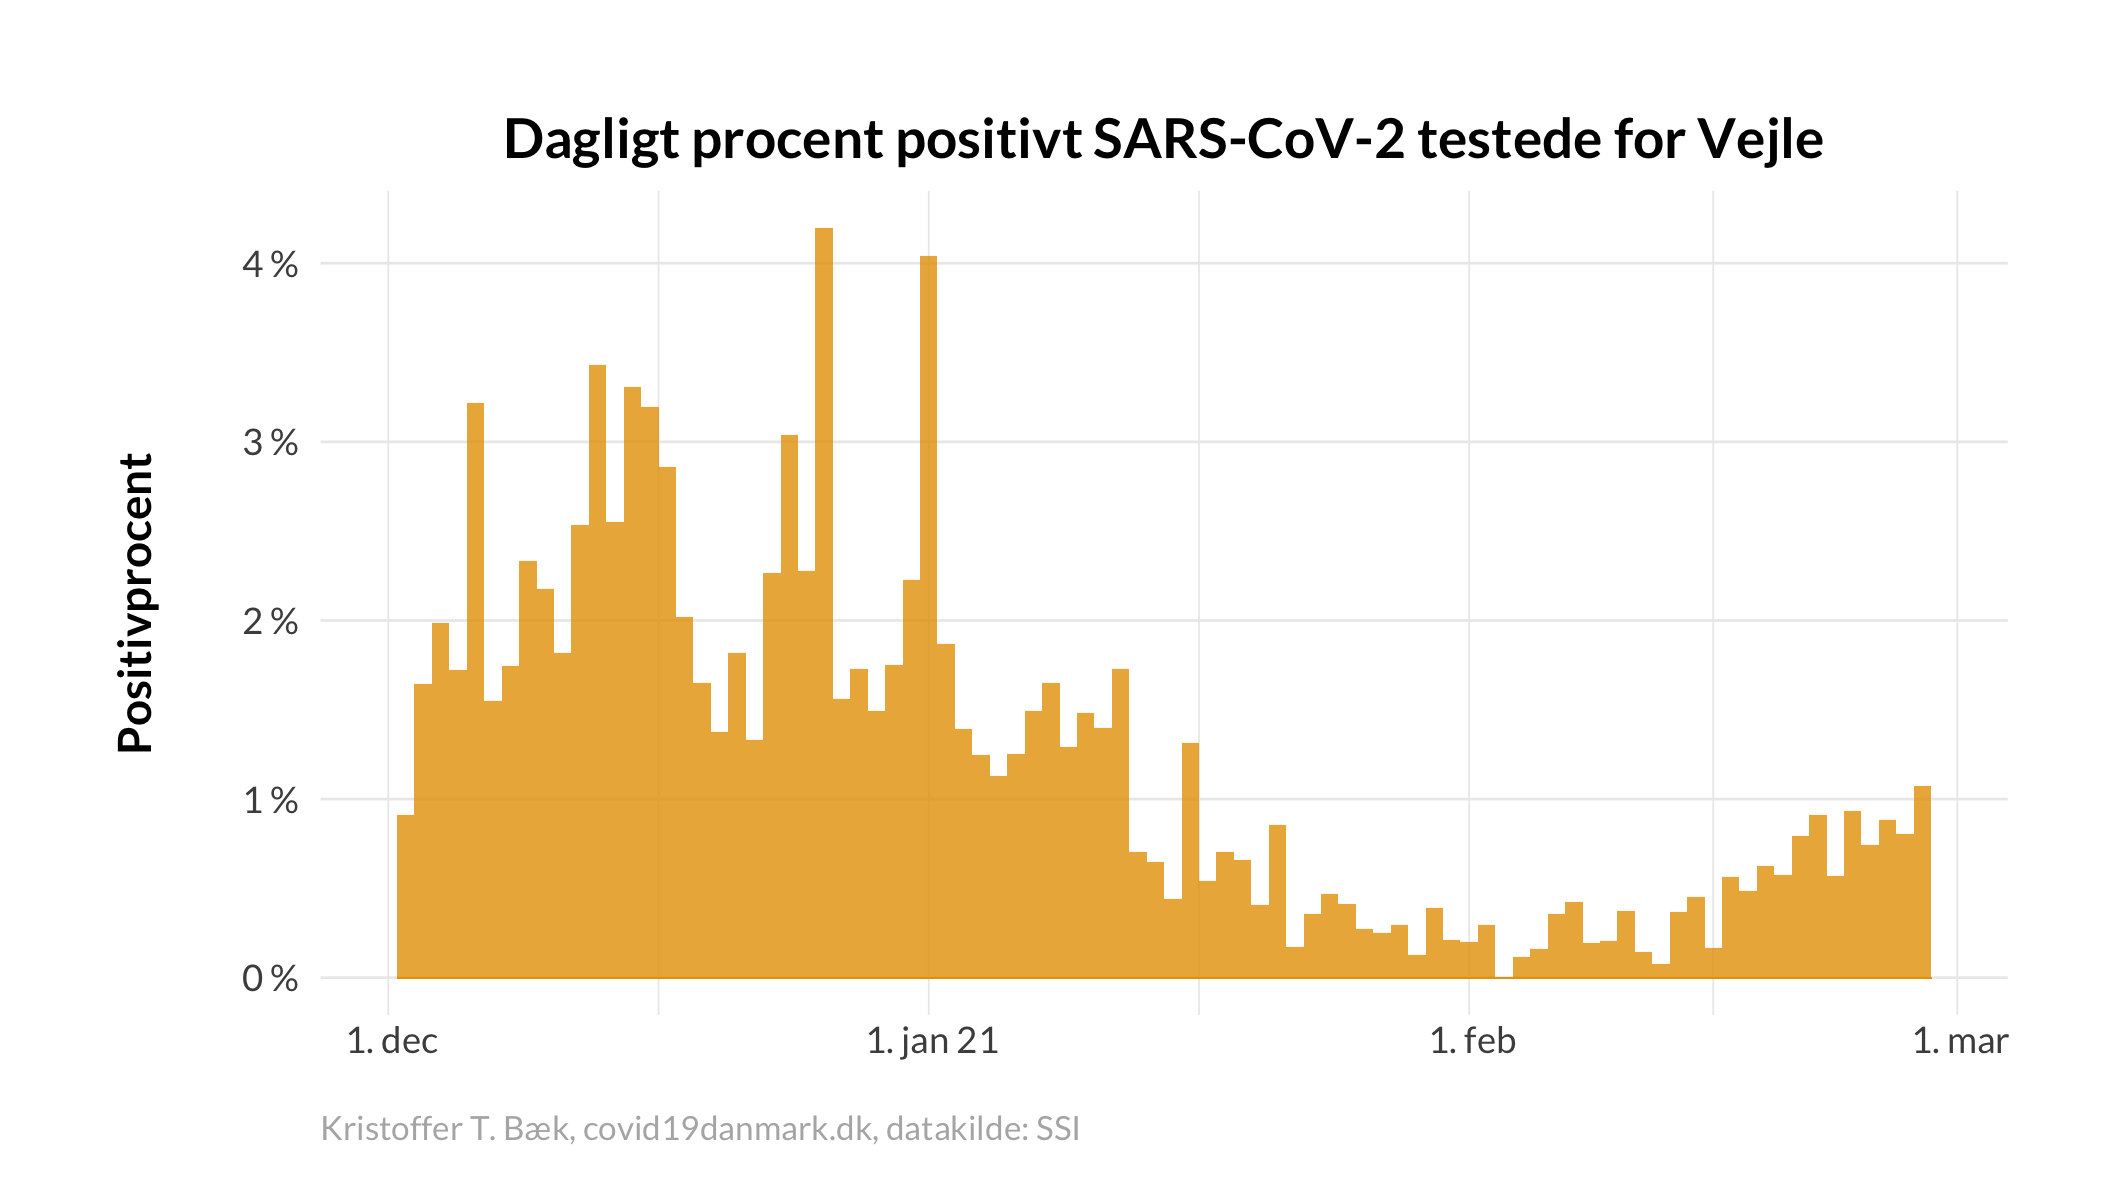 Dagligt procent positivt SARS-CoV-2 testede for Vejle
Positivprocent
4 %
3 %
2 %
1 %
0 %
1. dec
1. jan 21
1. feb
1. mar
Kristoffer T. Bæk, covid19danmark.dk, datakilde: SSI